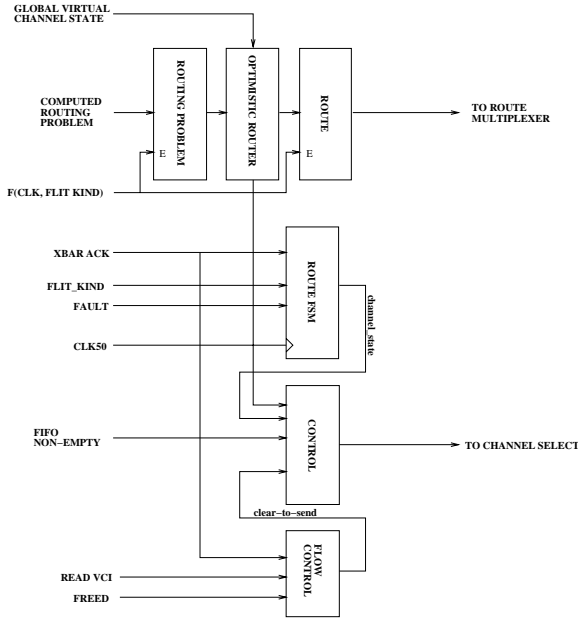 GLOBAL VIRTUAL
CHANNEL STATE
COMPUTED
ROUTING
PROBLEM
ROUTING PROBLEM
E
OPTIMISTIC ROUTER
ROUTE
E
TO ROUTE
MULTIPLEXER
F(CLK, FLIT KIND)
XBAR ACK
FLIT_KIND
FAULT
CLK50
ROUTE FSM
channel_state
FIFO
NON−EMPTY
CONTROL
TO CHANNEL SELECT
clear−to−send
READ VCI
FREED
FLOW
CONTROL